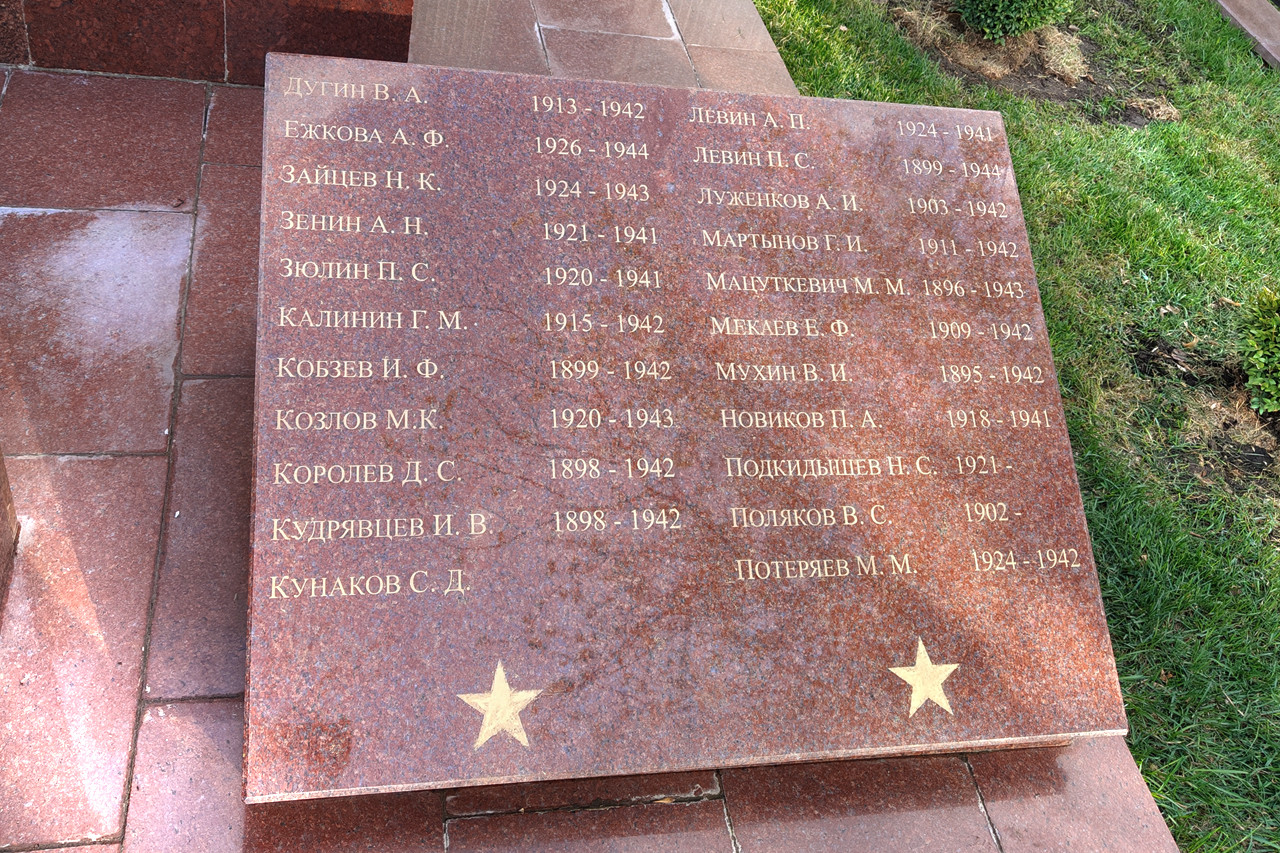 ДУГИН В. А. 1913 - 1942
ЕЖКОВА А. Ф. 1926 - 1944
ЗАЙЦЕВ Н. К. 1924 - 1943
ЗЕНИН А. Н. 1921 - 1941
ЗЮЛИН П. С. 1920 - 1941
КАЛИНИН Г. М. 1915 - 1942
КОБЗЕВ И. Ф. 1899 - 1942
КОЗЛОВ М.К. 1920 - 1943
КОРОЛЕВ Д. С. 1898 - 1942
КУДРЯВЦЕВ И. В. 1898 - 1942
КУНАКОВ С. Д.
ЛЕВИН А. П. 1924 - 1941
ЛЕВИН П. С. 1899 - 1944
ЛУЖЕНКОВ А. И. 1903 - 1942
МАРТЫНОВ Г. И. 1911 - 1942
МАЦУТКЕВИЧ М. М. 1896 - 1943
МЕКАЕВ Е. Ф. 1909 - 1942
МУХИН В. И. 1895 - 1942
НОВИКОВ П. А. 1918 - 1941
ПОДКИДЫШЕВ Н. С. 1921 -
ПОЛЯКОВ В. С. 1902 -
ПОТЕРЯЕВ М. М. 1924 - 1942